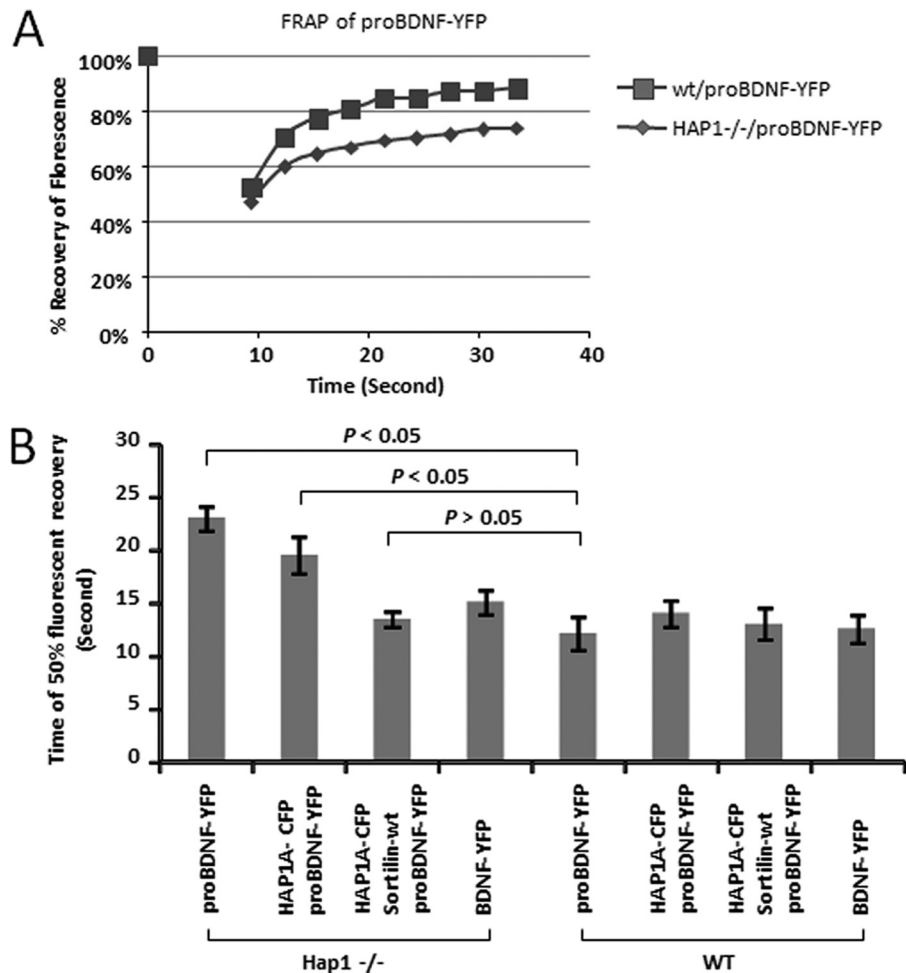 A
FRAP of proBDNF-YFP
% Recovery of Florescence
100%
80%
60%
40%
20%
0%
0
10
20
30
40
Time (Second)
wt/proBDNF-YFP
HAP1-/-/proBDNF-YFP
B
Time of 50% fluorescent recovery
(Second)
30
25
20
15
10
5
0
P < 0.05
P < 0.05
P > 0.05
proBDNF-YFP
HAP1A- CFP
proBDNF-YFP
HAP1A-CFP
Sortilin-wt
proBDNF-YFP
BDNF-YFP
proBDNF-YFP
HAP1A-CFP
proBDNF-YFP
HAP1A-CFP
Sortilin-wt
proBDNF-YFP
BDNF-YFP
Hap1 -/-
WT